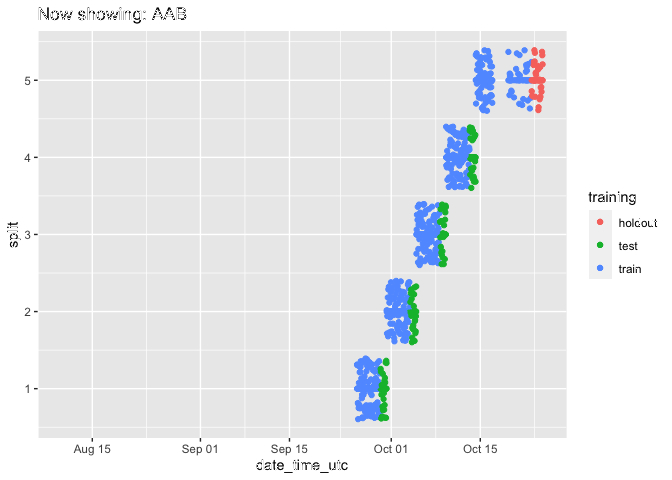 Now showing: AAB
5
4
3
2
1
split
Aug 15
Sep 01
Sep 15
Oct 01
Oct 15
date_time_utc
training
holdout
test
train